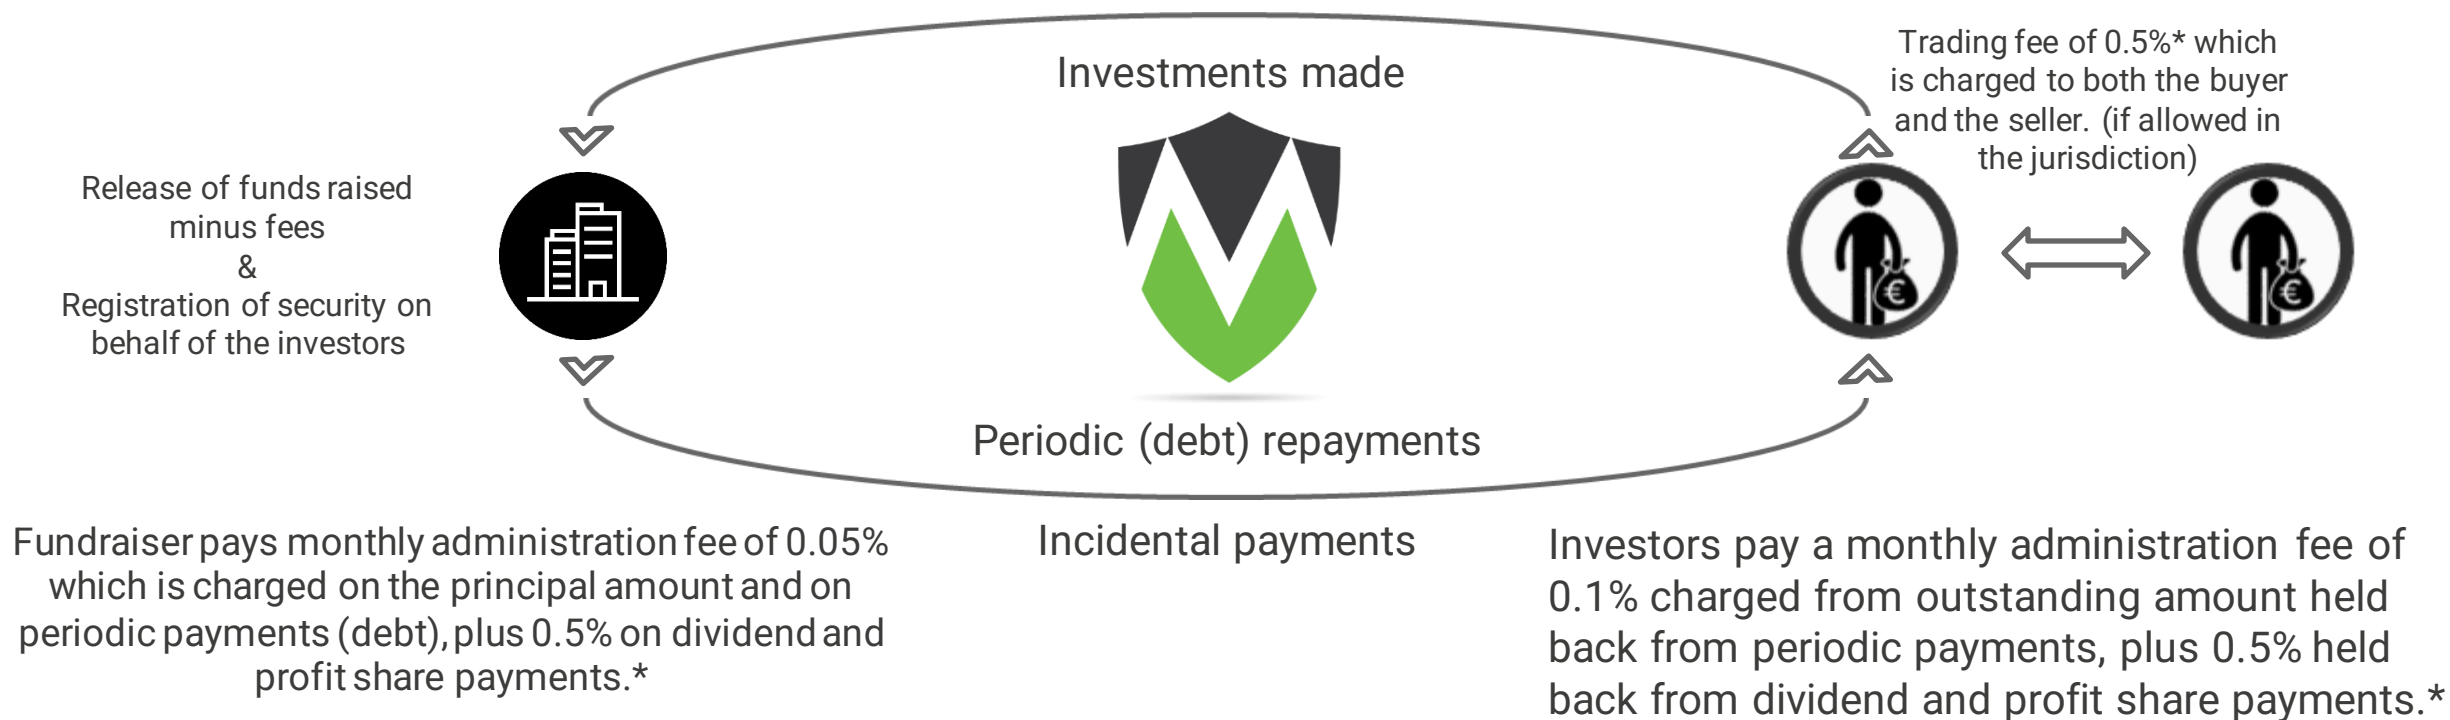 Investments made
Trading fee of 0.5%* which
is charged to both the buyer
and the seller. (if allowed in
the jurisdiction)
Release of funds raised
minus fees
&
Registration of security on
behalf of the investors
€
€
Periodic (debt) repayments
Incidental payments
Fundraiser pays monthly administration fee of 0.05%
which is charged on the principal amount and on
periodic payments (debt), plus 0.5% on dividend and
profit share payments.*
Investors pay a monthly administration fee of
0.1% charged from outstanding amount held
back from periodic payments, plus 0.5% held
back from dividend and profit share payments.*